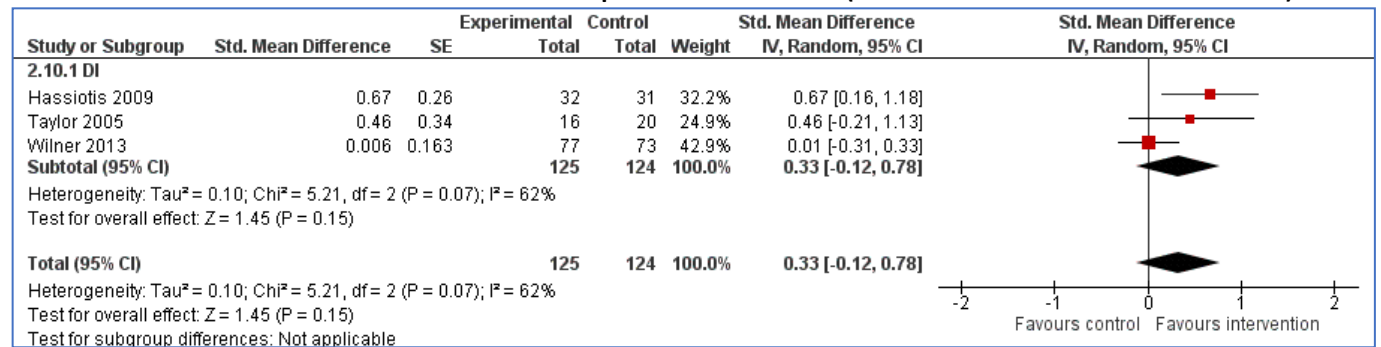 Experimental Control Std. Mean Difference Std. Mean Difference
Study or Subgroup Std. Mean Difference SE Total Total Weight IV, Random, 95% CI IV, Random, 95% CI
2.10.1 DI
Hassiotis 2009 0.67 0.26 32 31 32.2% 0.67 [0.16, 1.18]
Taylor 2005 0.46 0.34 16 20 24.9% 0.46 [-0.21, 1.13]
Wilner 2013 0.006 0.163 77 73 42.9% 0.01 [-0.31, 0.33]
Subtotal (95% CI) 125 124 100.0% 0.33 [-0.12, 0.78]
Heterogeneity: Tau² = 0.10; Chi² = 5.21, df = 2 (P = 0.07); I² = 62%
Test for overall effect: Z = 1.45 (P = 0.15)
Total (95% CI) 125 124 100.0% 0.33 [-0.12, 0.78]
Heterogeneity: Tau² = 0.10; Chi² = 5.21, df = 2 (P = 0.07); I² = 62%
Test for overall effect: Z = 1.45 (P = 0.15)
Test for subgroup differences: Not applicable
-2 -1 0 1 2
Favours control Favours intervention